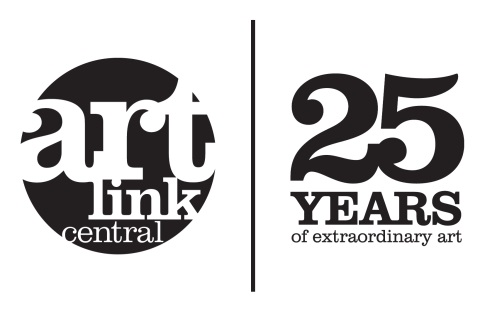 art
link
central
25
YEARS
of extraordinary art